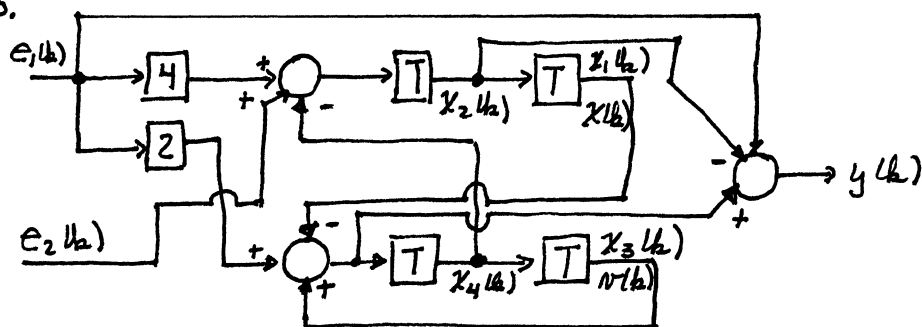 b.
e₁(k)
4
+
+
-
T
x₂(k)
T
x₁(k)
x(k)
2
-
+
y(k)
e₂(k)
+
-
+
T
x₄(k)
T
x₃(k)
v(k)